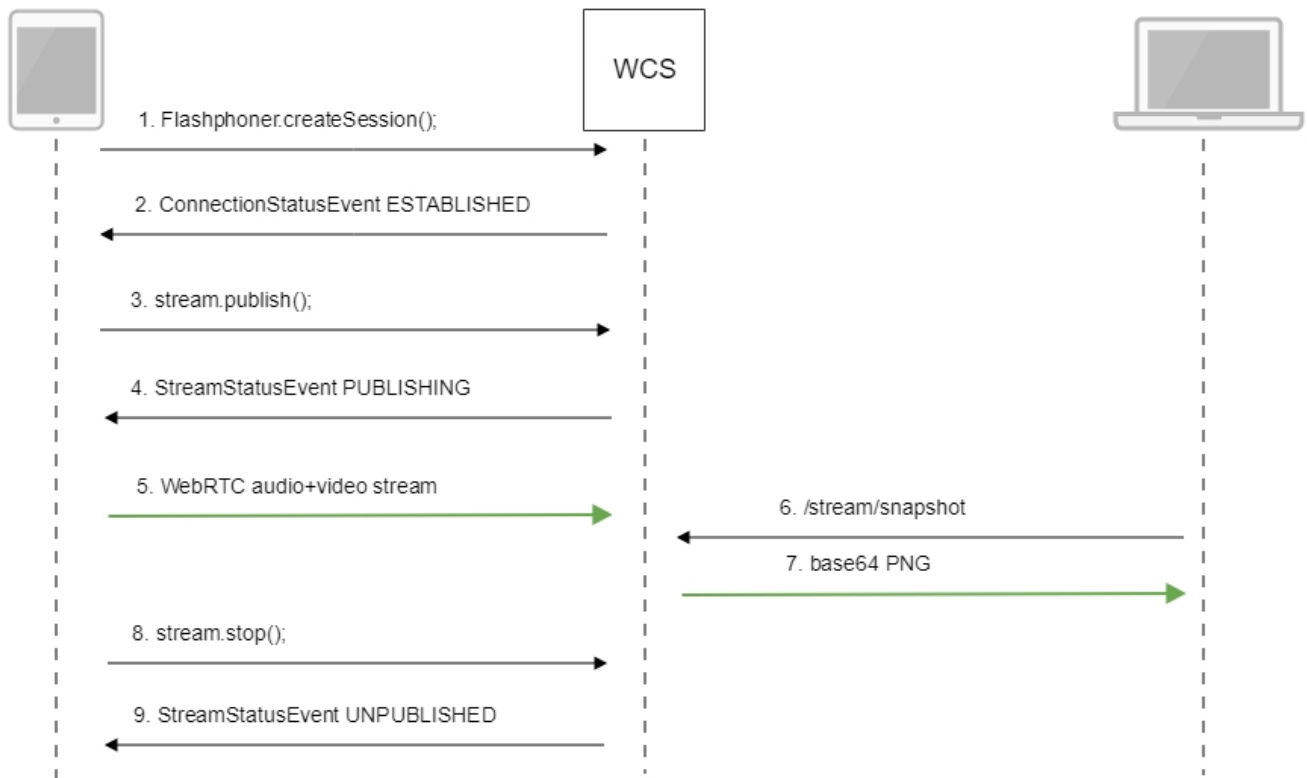 WCS
1. Flashphoner.createSession();
2. ConnectionStatusEvent ESTABLISHED
3. stream.publish();
4. StreamStatusEvent PUBLISHING
5. WebRTC audio+video stream
6. /stream/snapshot
7. base64 PNG
8. stream.stop();
9. StreamStatusEvent UNPUBLISHED